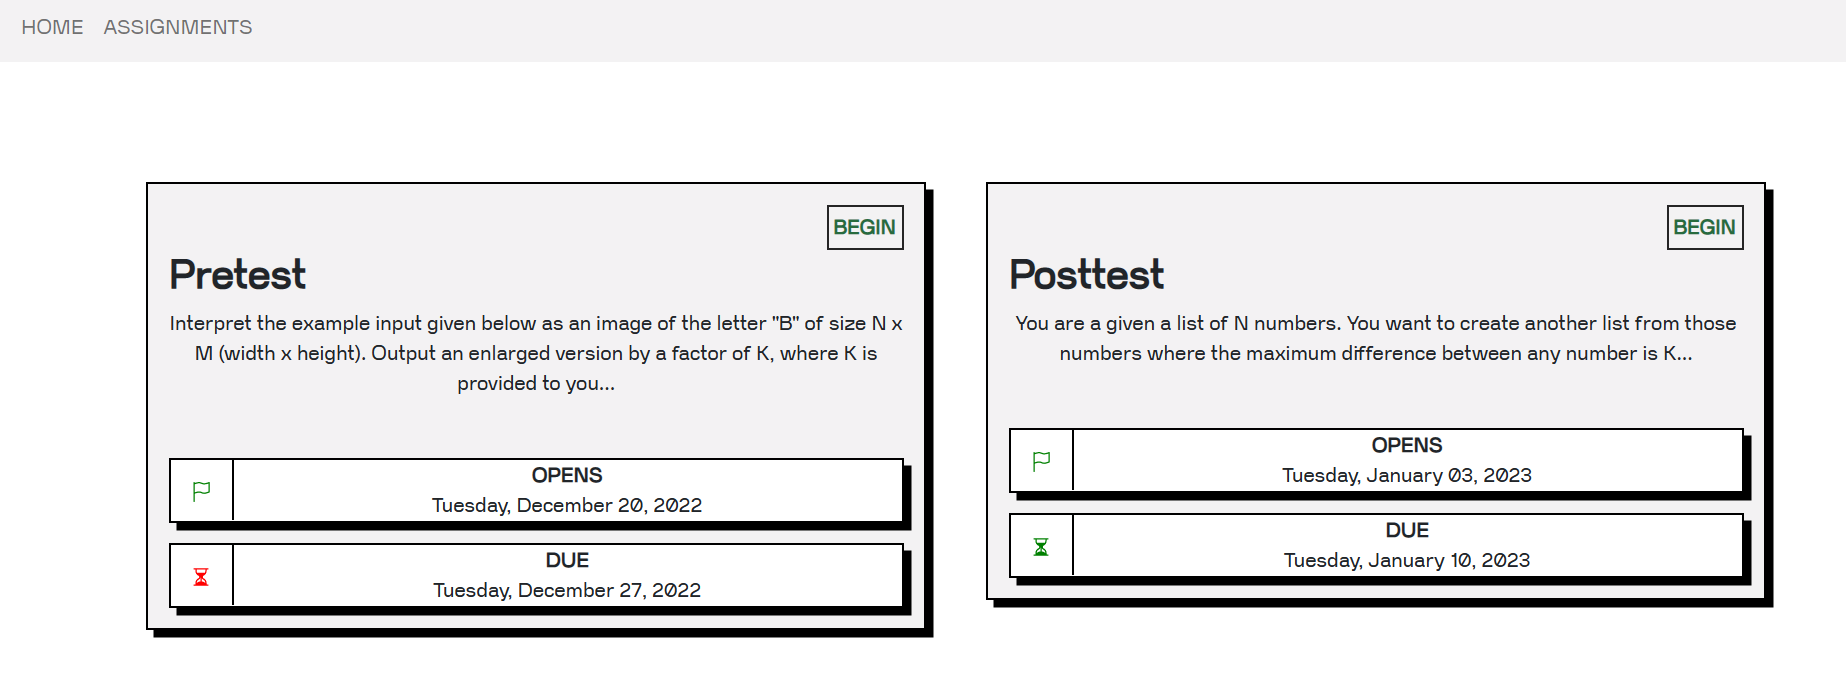 HOME ASSIGNMENTS
BEGIN
Pretest
Interpret the example input given below as an image of the letter "B" of size N x
M (width x height). Output an enlarged version by a factor of K, where K is
provided to you...
OPENS
Tuesday, December 20, 2022
DUE
Tuesday, December 27, 2022
BEGIN
Posttest
You are a given a list of N numbers. You want to create another list from those
numbers where the maximum difference between any number is K...
OPENS
Tuesday, January 03, 2023
DUE
Tuesday, January 10, 2023